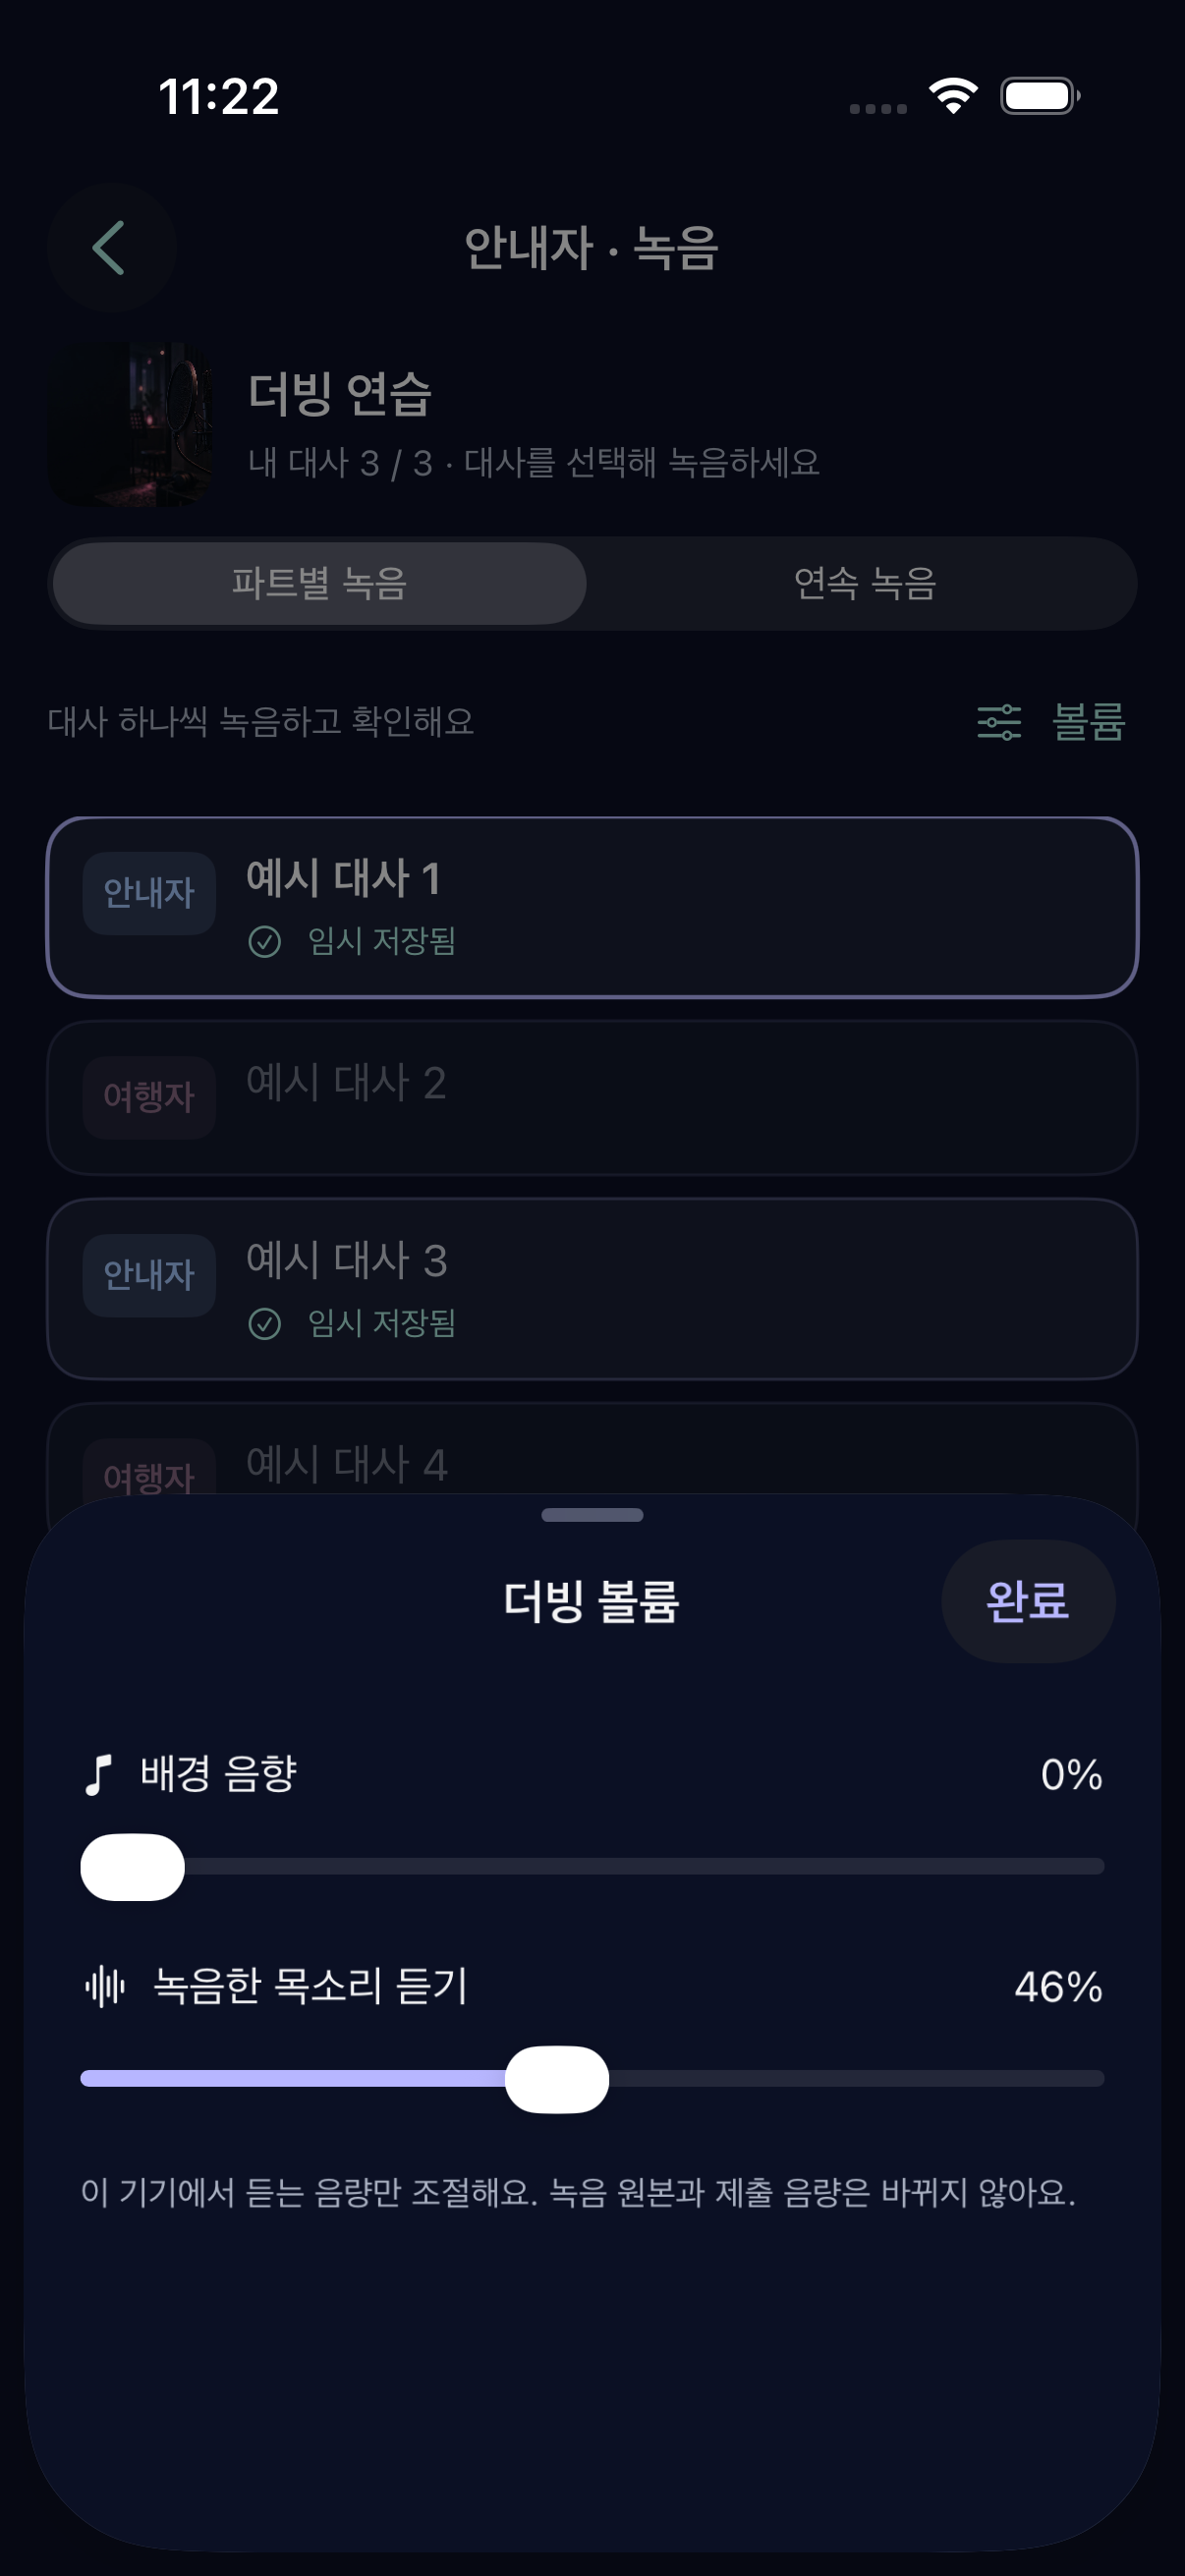 11:22
안내자 · 녹음
더빙 연습
내 대사 3 / 3 · 대사를 선택해 녹음하세요
파트별 녹음
연속 녹음
대사 하나씩 녹음하고 확인해요
볼륨
안내자
예시 대사 1
임시 저장됨
여행자
예시 대사 2
안내자
예시 대사 3
임시 저장됨
여행자
예시 대사 4
더빙 볼륨
완료
배경 음향
0%
녹음한 목소리 듣기
46%
이 기기에서 듣는 음량만 조절해요. 녹음 원본과 제출 음량은 바뀌지 않아요.